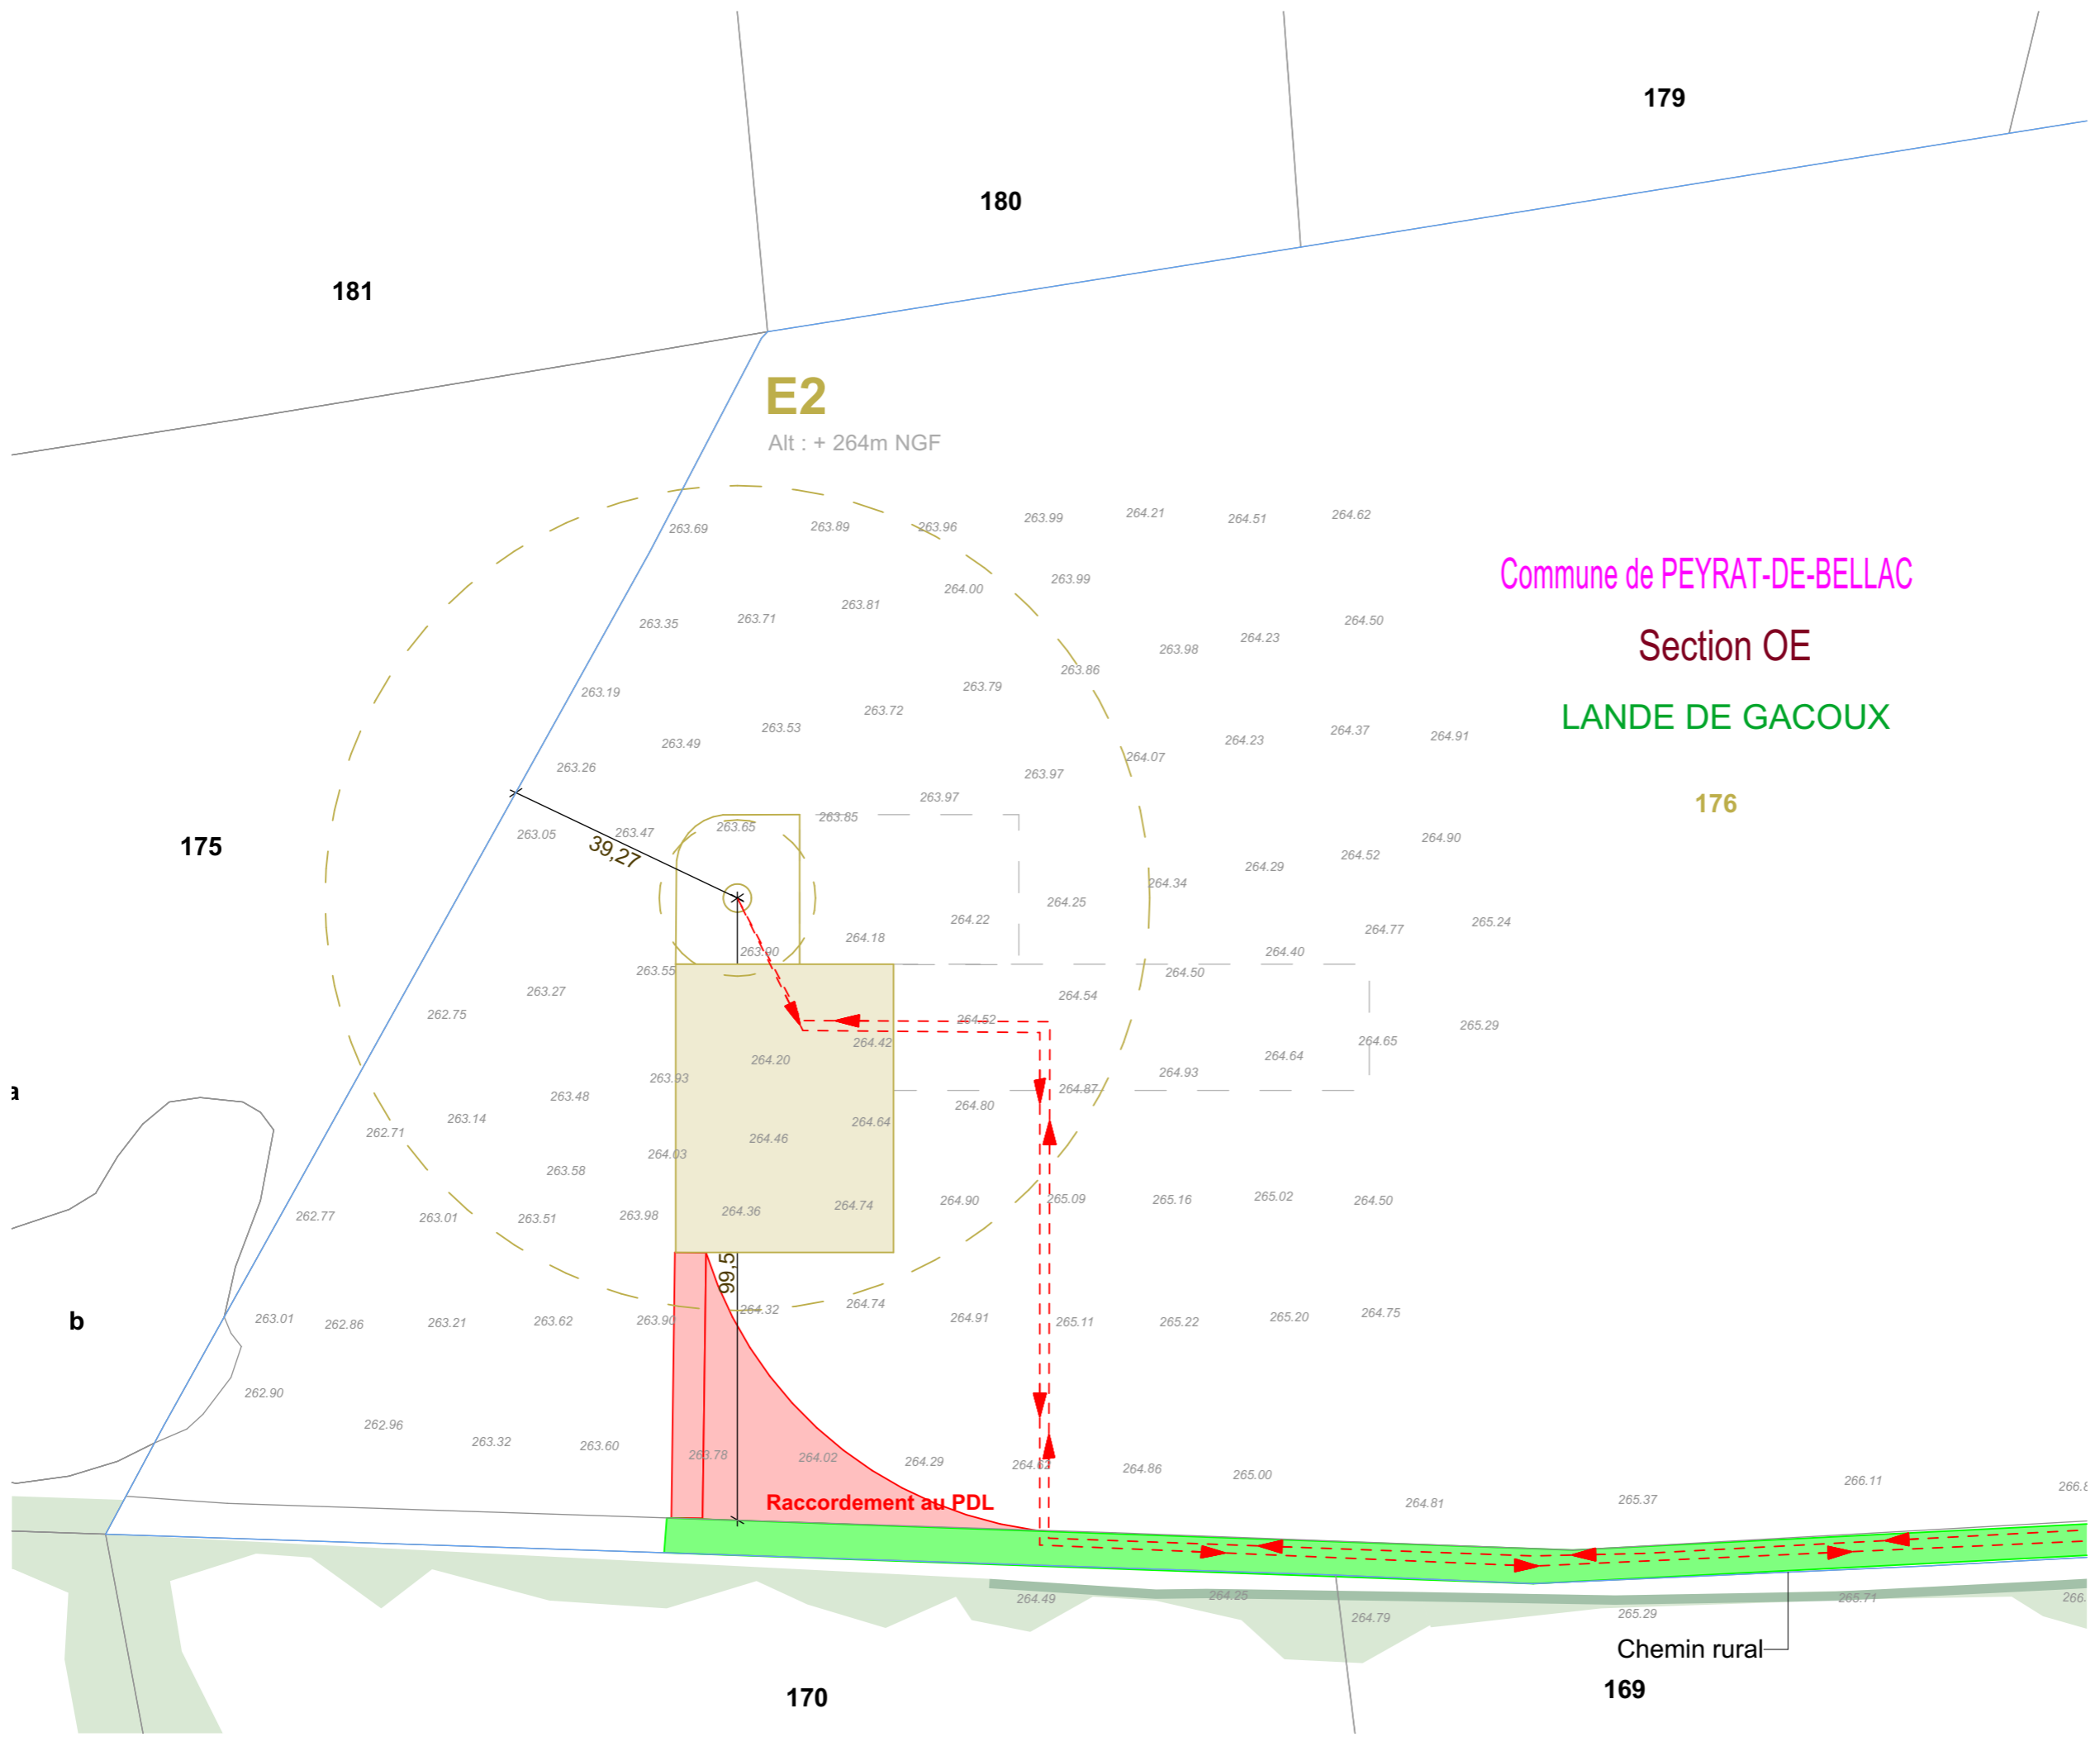 179
180
181
E2
Alt : + 264m NGF
263.69 263.89 263.96 263.99 264.21 264.51 264.62
Commune de PEYRAT-DE-BELLAC
264.00 263.99
263.35 263.71 263.81 263.98 264.23 264.50
Section OE
263.19 263.79 263.86
LANDE DE GACOUX
263.49 263.53 263.72 264.23 264.37 264.91
263.26 263.97 264.07
176
263.97
175
263.05 263.47 263.65 263.85 264.29 264.52 264.90
39,27
264.34
264.22 264.25 264.77 265.24
263.90 264.18 264.40
263.55 264.50
263.27 264.54
262.75 264.52 265.29
264.42 264.65
264.20 264.64
263.93 264.93
a
263.48 264.80 264.87
262.71 263.14 264.46 264.64
263.58 264.03
262.77 263.01 263.51 263.98 264.36 264.74 264.90 265.09 265.16 265.02 264.50
99,5
b
263.01 262.86 263.21 263.62 263.90 264.32 264.74 264.91 265.11 265.22 265.20 264.75
262.90
262.96 263.32 263.60 263.78 264.02 264.29 264.62 264.86 265.00
266.11 266.8
264.81 265.37
Raccordement au PDL
264.49 264.25 264.79 265.29 265.71 266.
Chemin rural
170
169